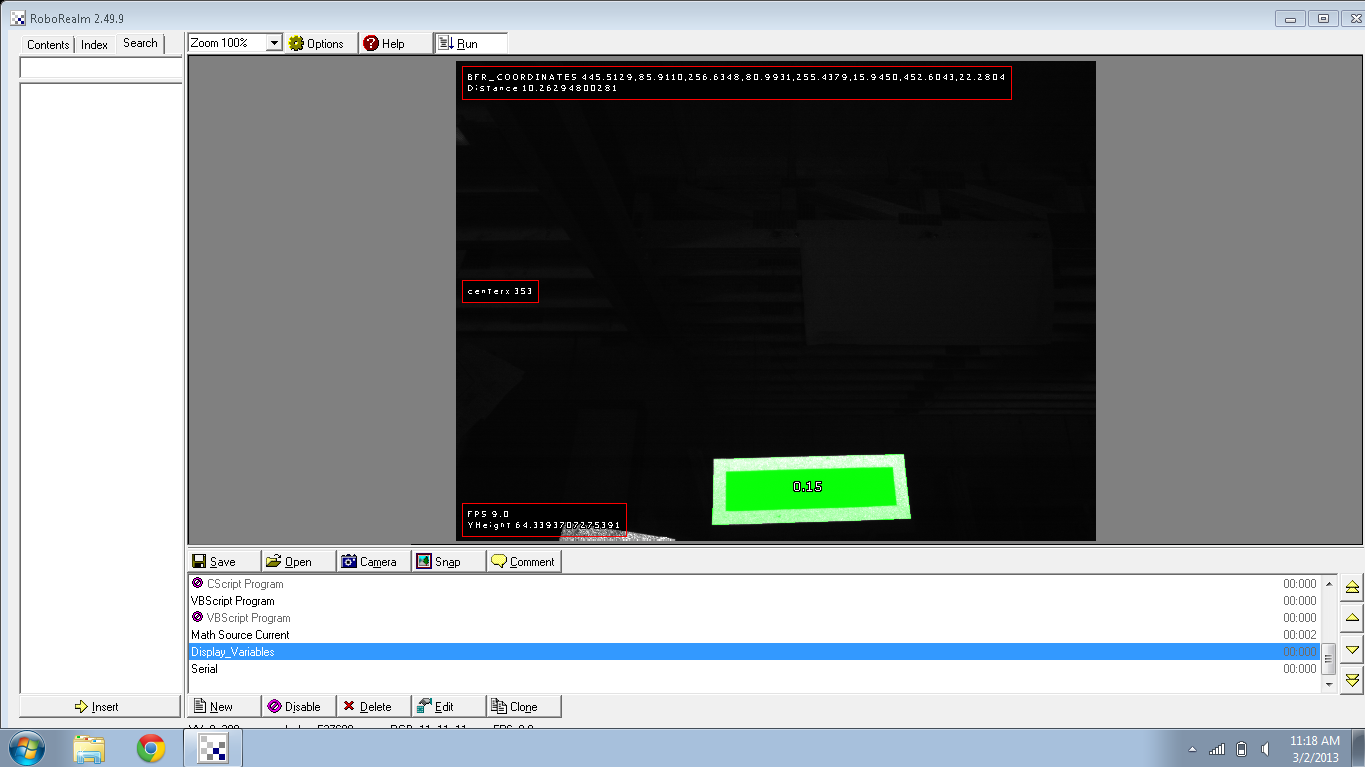 RoboRealm 2.49.9
Contents Index Search
Zoom 100% Options Help Run
BFR_COORDINATES 445.5129,85.9110,256.6348,80.9931,255.4379,15.9450,452.6043,22.2804
Distance 10.26294800281
centerx 353
0.15
FPS 9.0
YHeight 64.3393707275391
Save Open Camera Snap Comment
CScript Program 00:000
VBScript Program 00:000
VBScript Program 00:000
Math Source Current 00:002
Display_Variables 00:000
Serial 00:000
Insert New Disable Delete Edit Clone
11:18 AM
3/2/2013